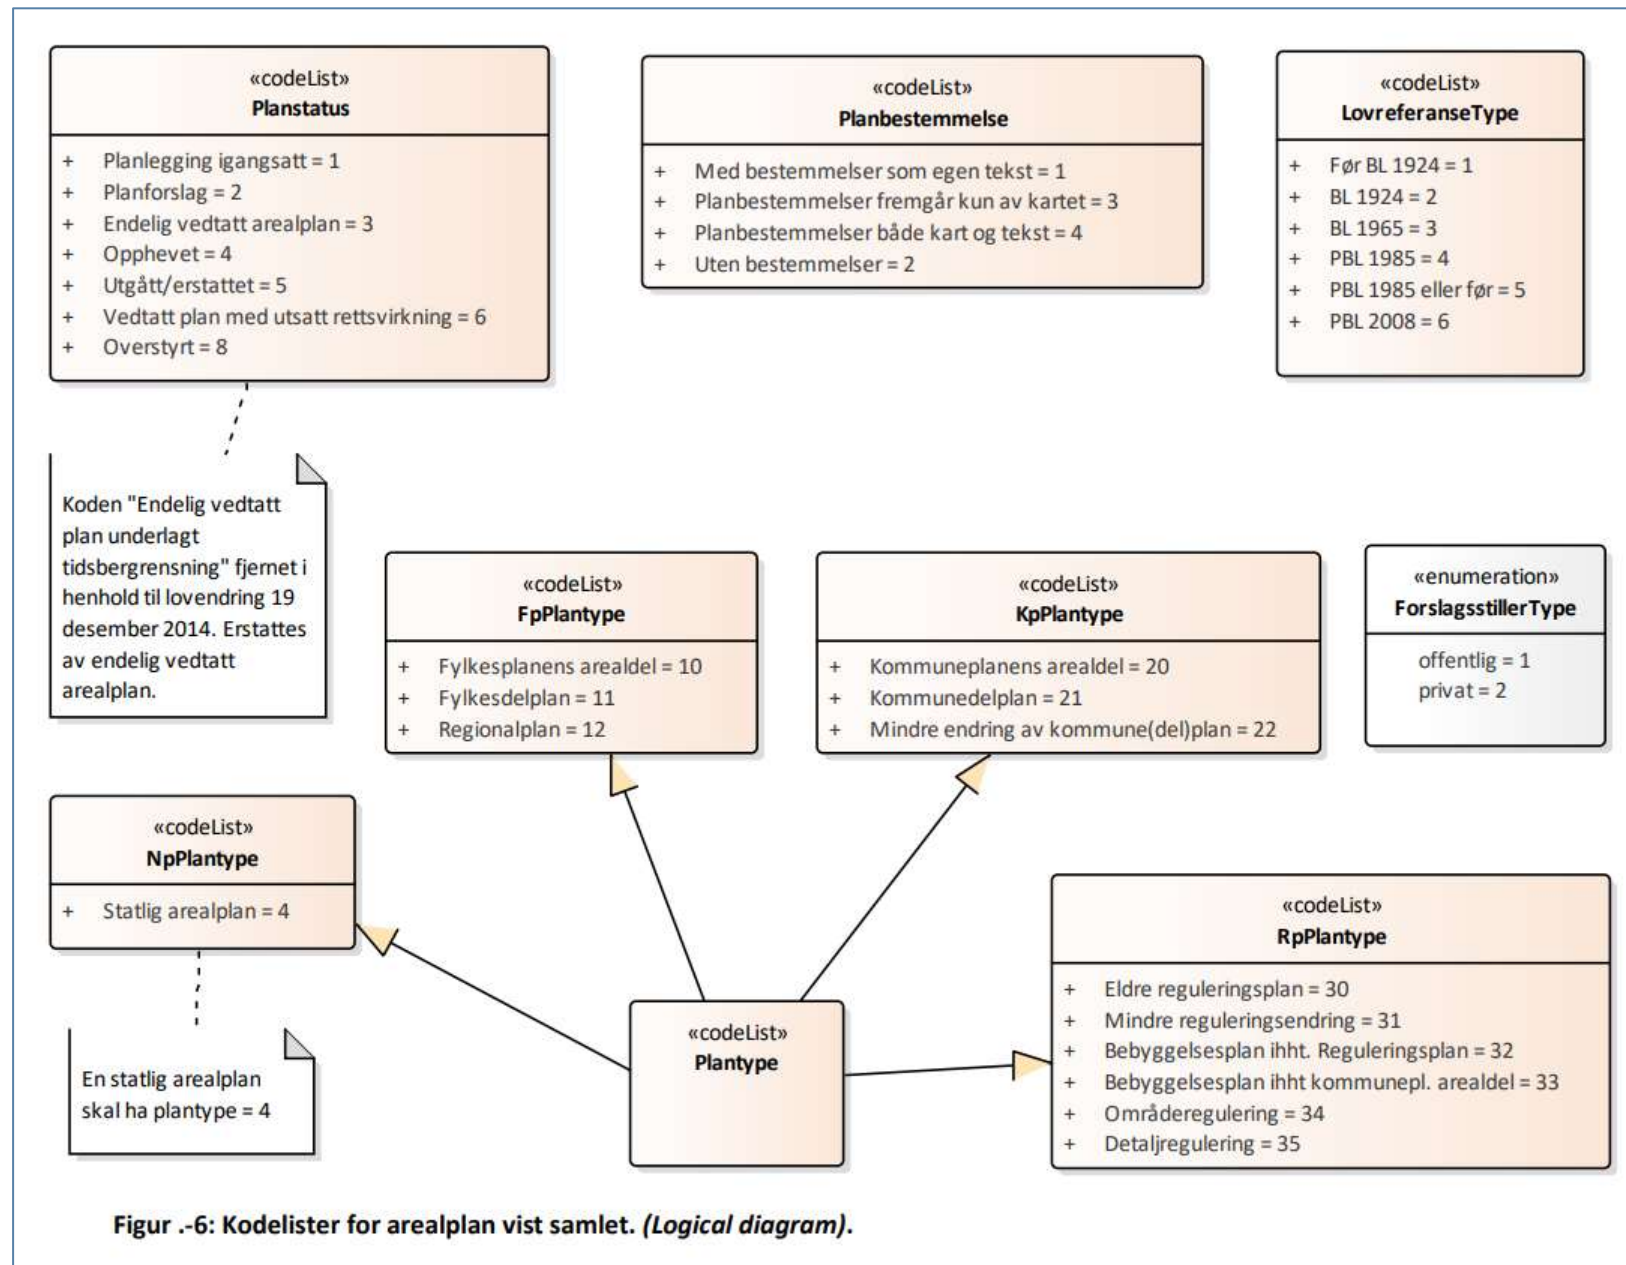 «codeList»
Planstatus
+ Planlegging igangsatt = 1
+ Planforslag = 2
+ Endelig vedtatt arealplan = 3
+ Opphevet = 4
+ Utgått/erstattet = 5
+ Vedtatt plan med utsatt rettsvirkning = 6
+ Overstyrt = 8
«codeList»
Planbestemmelse
+ Med bestemmelser som egen tekst = 1
+ Planbestemmelser fremgår kun av kartet = 3
+ Planbestemmelser både kart og tekst = 4
+ Uten bestemmelser = 2
«codeList»
LovreferanseType
+ Før BL 1924 = 1
+ BL 1924 = 2
+ BL 1965 = 3
+ PBL 1985 = 4
+ PBL 1985 eller før = 5
+ PBL 2008 = 6
Koden "Endelig vedtatt
plan underlagt
tidsbergrensning" fjernet i
henhold til lovendring 19
desember 2014. Erstattes
av endelig vedtatt
arealplan.
«codeList»
FpPlantype
+ Fylkesplanens arealdel = 10
+ Fylkesdelplan = 11
+ Regionalplan = 12
«codeList»
KpPlantype
+ Kommuneplanens arealdel = 20
+ Kommunedelplan = 21
+ Mindre endring av kommune(del)plan = 22
«enumeration»
ForslagsstillerType
offentlig = 1
privat = 2
«codeList»
NpPlantype
+ Statlig arealplan = 4
En statlig arealplan
skal ha plantype = 4
«codeList»
Plantype
«codeList»
RpPlantype
+ Eldre reguleringsplan = 30
+ Mindre reguleringsendring = 31
+ Bebyggelsesplan ihht. Reguleringsplan = 32
+ Bebyggelsesplan ihht kommunepl. arealdel = 33
+ Områderegulering = 34
+ Detaljregulering = 35
Figur .-6: Kodelister for arealplan vist samlet. (Logical diagram).